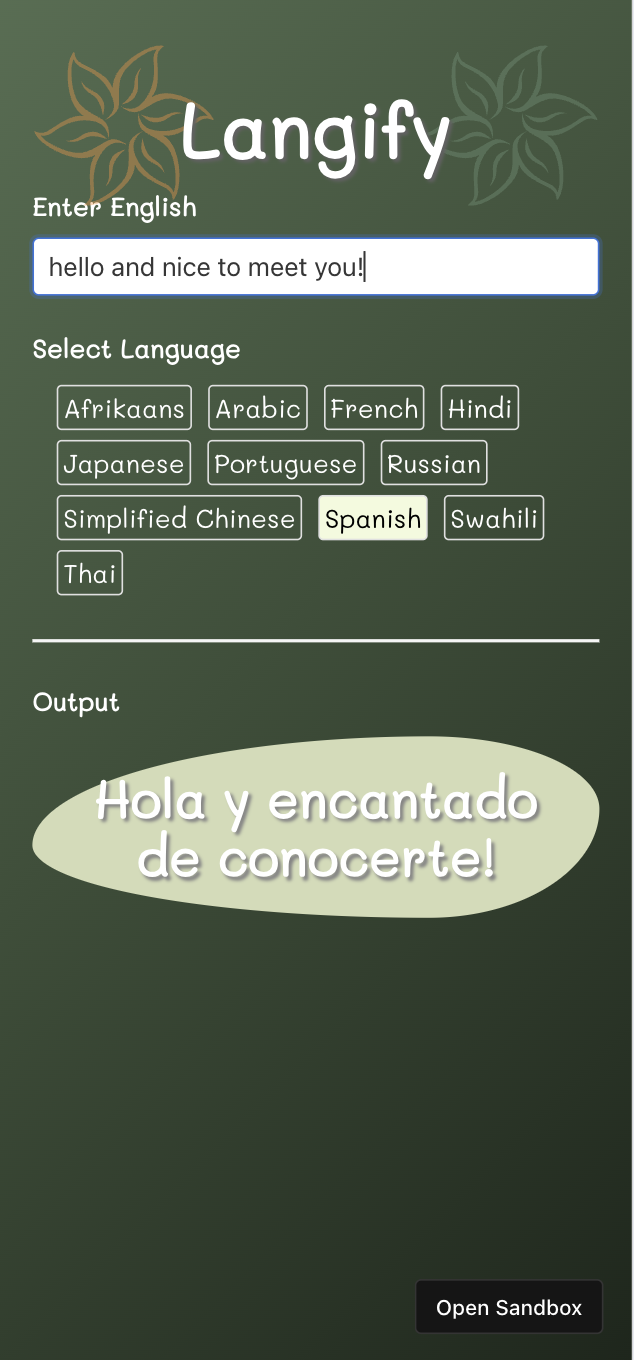 Langify
Enter English
hello and nice to meet you!
Select Language
Afrikaans Arabic French Hindi
Japanese Portuguese Russian
Simplified Chinese Spanish Swahili
Thai
Output
Hola y encantado
de conocerte!
Open Sandbox